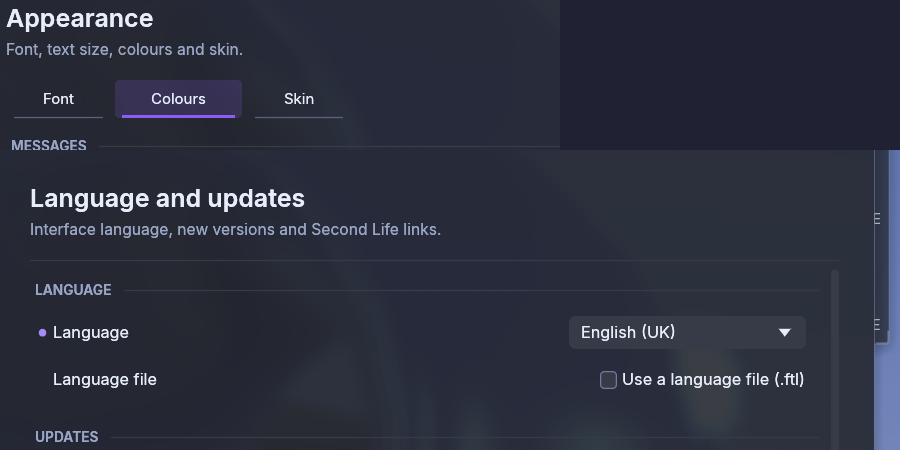 Appearance
Font, text size, colours and skin.
Font Colours Skin
MESSAGES
Language and updates
Interface language, new versions and Second Life links.
LANGUAGE
Language English (UK)
Language file Use a language file (.ftl)
UPDATES
E
E